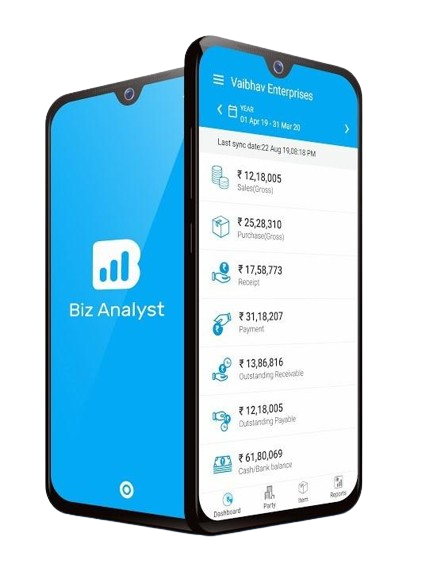 Biz Analyst
Vaibhav Enterprises
YEAR
01 Apr 19 - 31 Mar 20
Last sync date:22 Aug 19,08:18 PM
₹ 12,18,005
Sales(Gross)
₹ 25,28,310
Purchase(Gross)
₹ 17,58,773
Receipt
₹ 31,18,207
Payment
₹ 13,86,816
Outstanding Receivable
₹ 12,18,005
Outstanding Payable
₹ 61,80,069
Cash/Bank balance
Dashboard
Party
Item
Reports